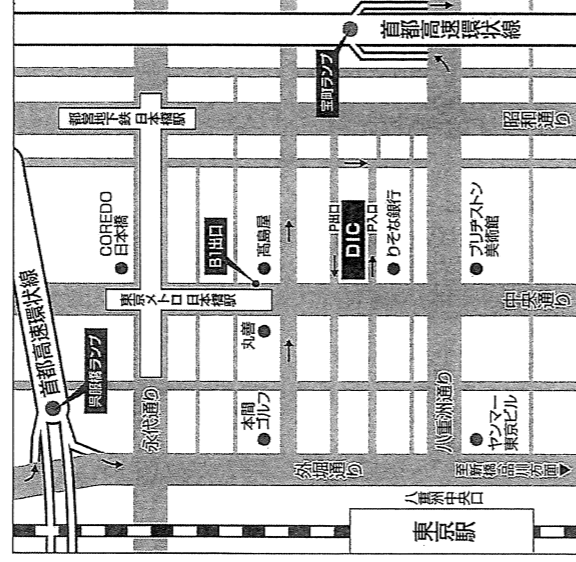 首都高速環状線
宝町ランプ
都営地下鉄 日本橋駅
昭和通り
首都高速環状線
呉服橋ランプ
COREDO
日本橋
B1出口
髙島屋
P出口
DIC
P入口
りそな銀行
ブリヂストン
美術館
東京メトロ 日本橋駅
中央通り
丸善
永代通り
本間
ゴルフ
外堀通り
八重洲通り
ヤンマー
東京ビル
至新橋・品川方面▼
八重洲中央口
東京駅